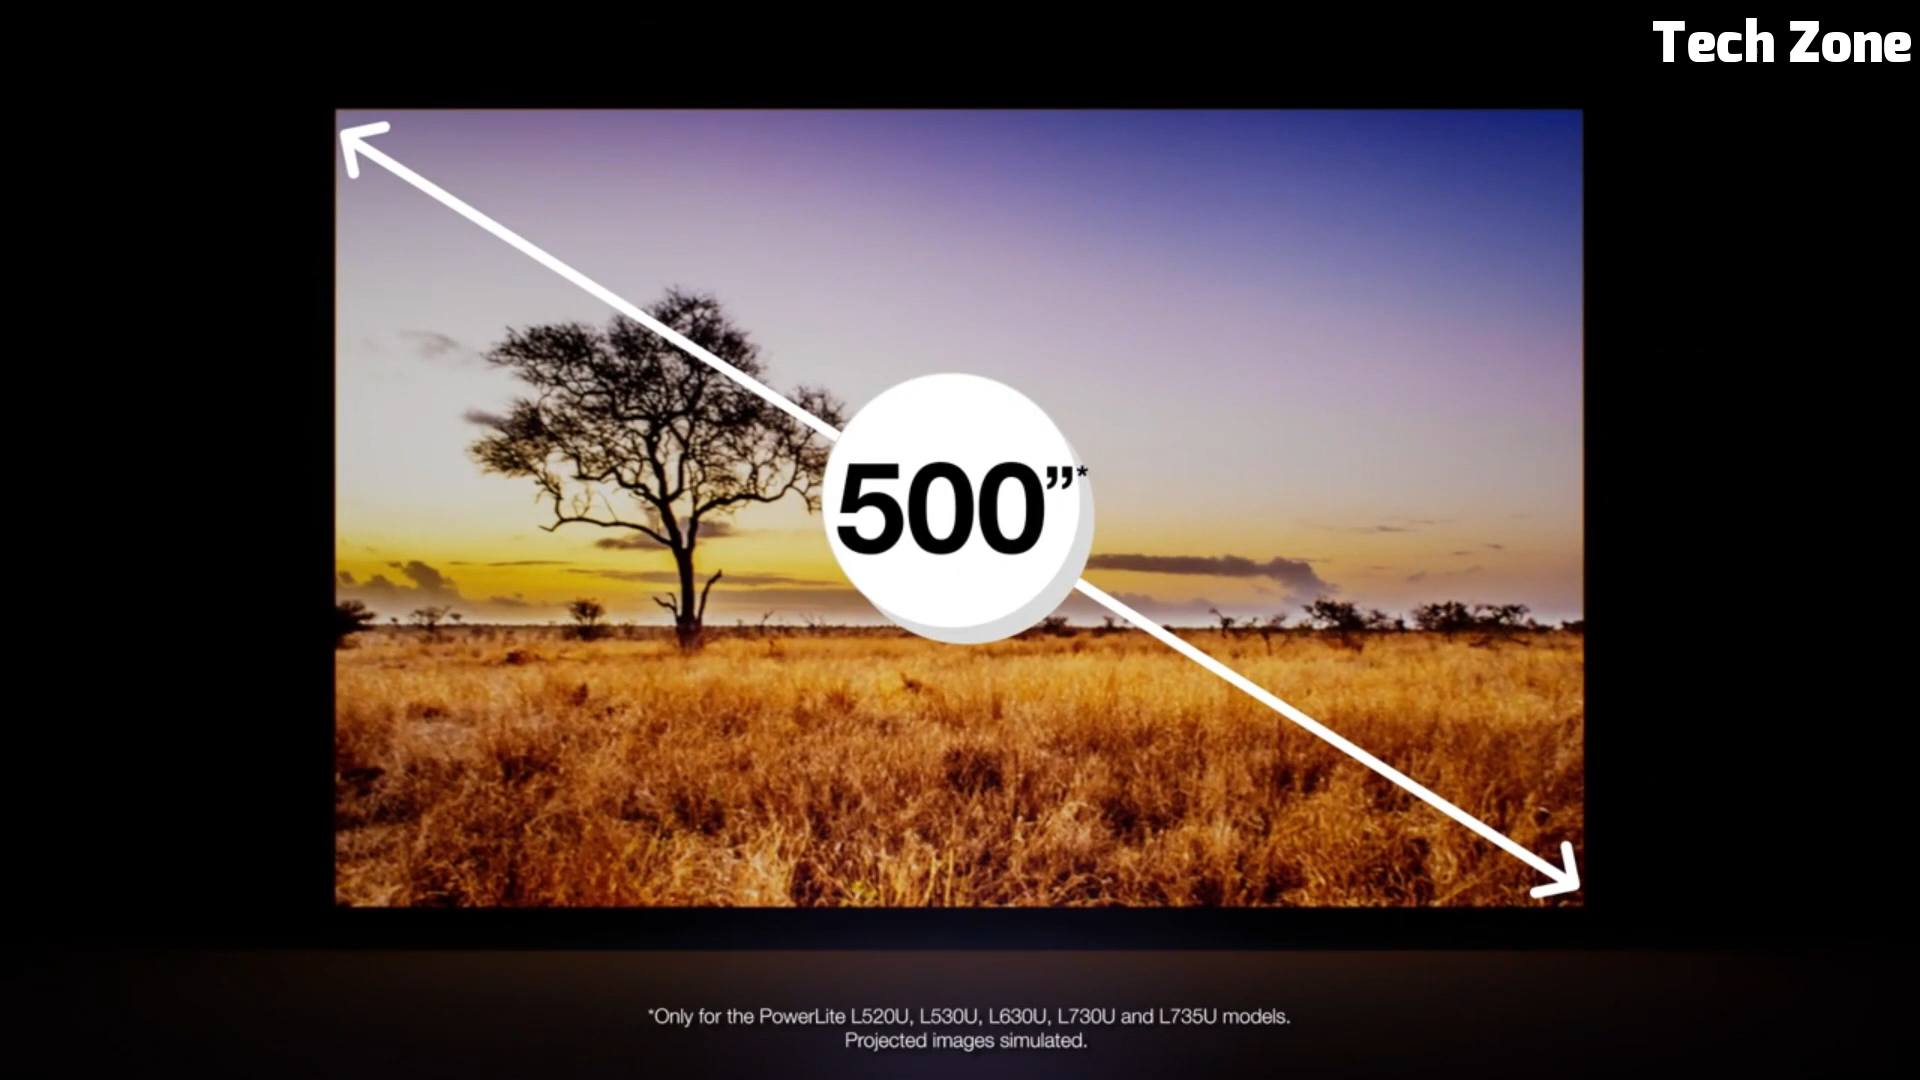 Tech Zone
500”*
*Only for the PowerLite L520U, L530U, L630U, L730U and L735U models.
Projected images simulated.